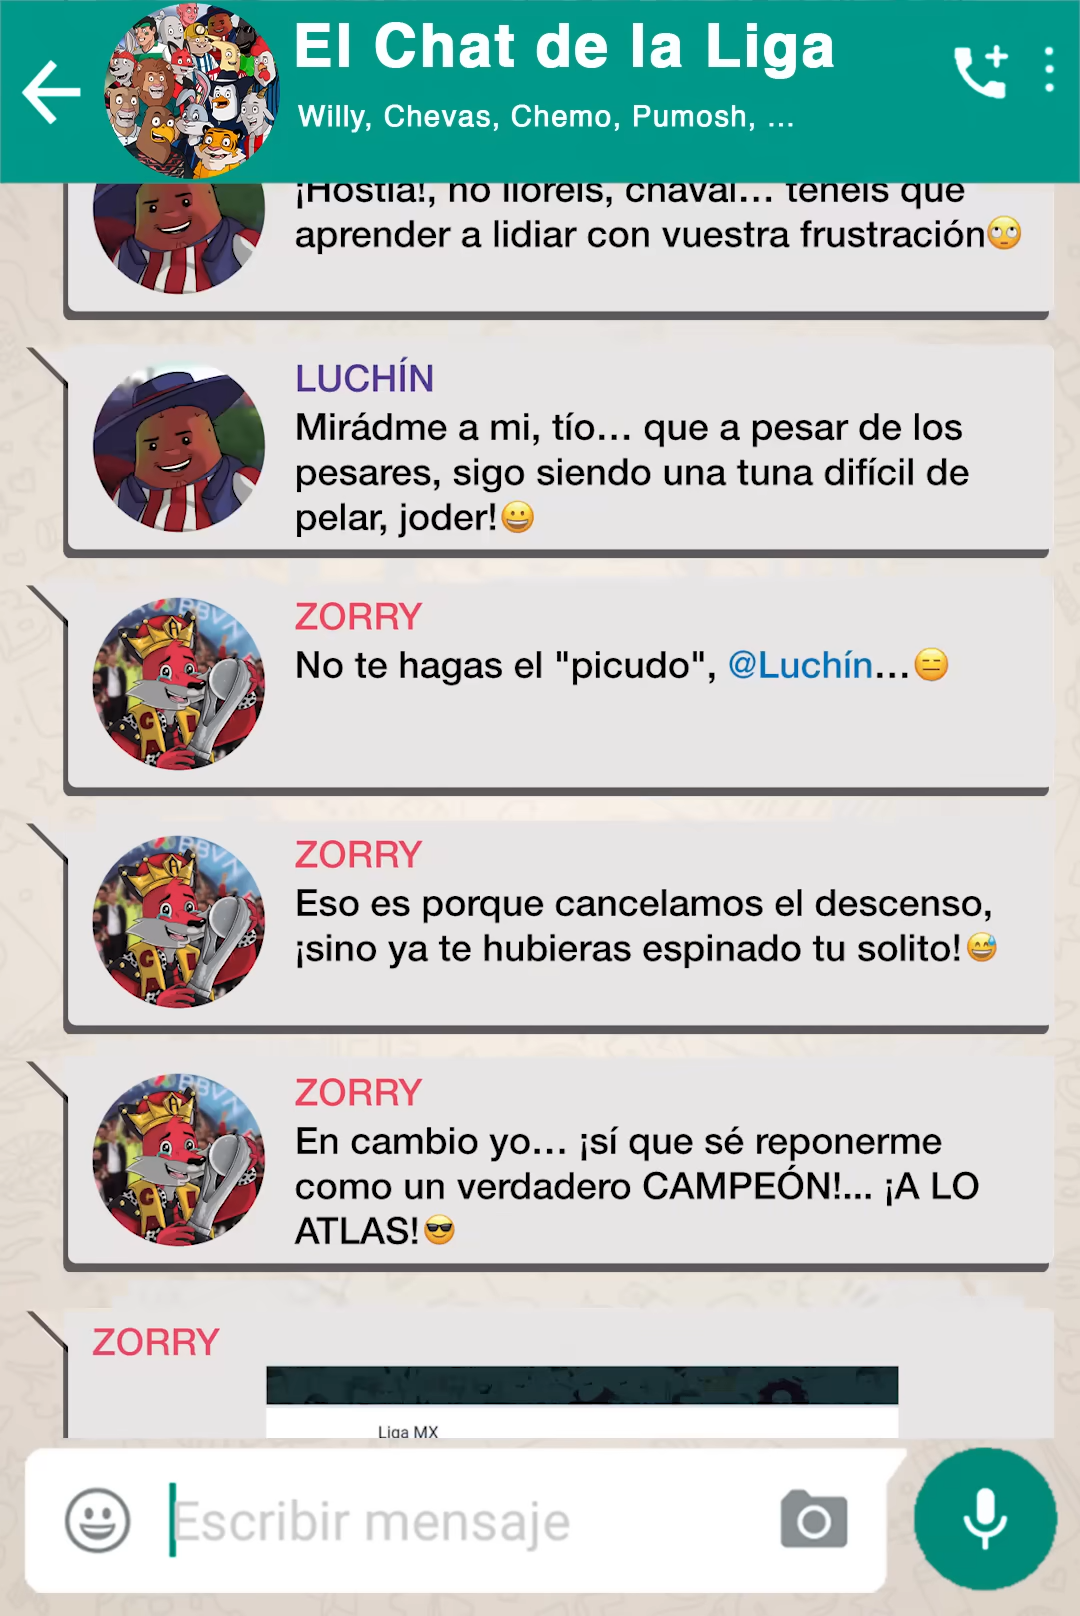 El Chat de la Liga
Willy, Chevas, Chemo, Pumosh, ...
¡Hostia!, no lloréis, chaval... tenéis que
aprender a lidiar con vuestra frustración🙄
LUCHÍN
Mirádme a mi, tío... que a pesar de los
pesares, sigo siendo una tuna difícil de
pelar, joder!😀
ZORRY
No te hagas el "picudo", @Luchín...😑
ZORRY
Eso es porque cancelamos el descenso,
¡sino ya te hubieras espinado tu solito!😅
ZORRY
En cambio yo... ¡sí que sé reponerme
como un verdadero CAMPEÓN!... ¡A LO
ATLAS!😎
ZORRY
Liga MX
Escribir mensaje